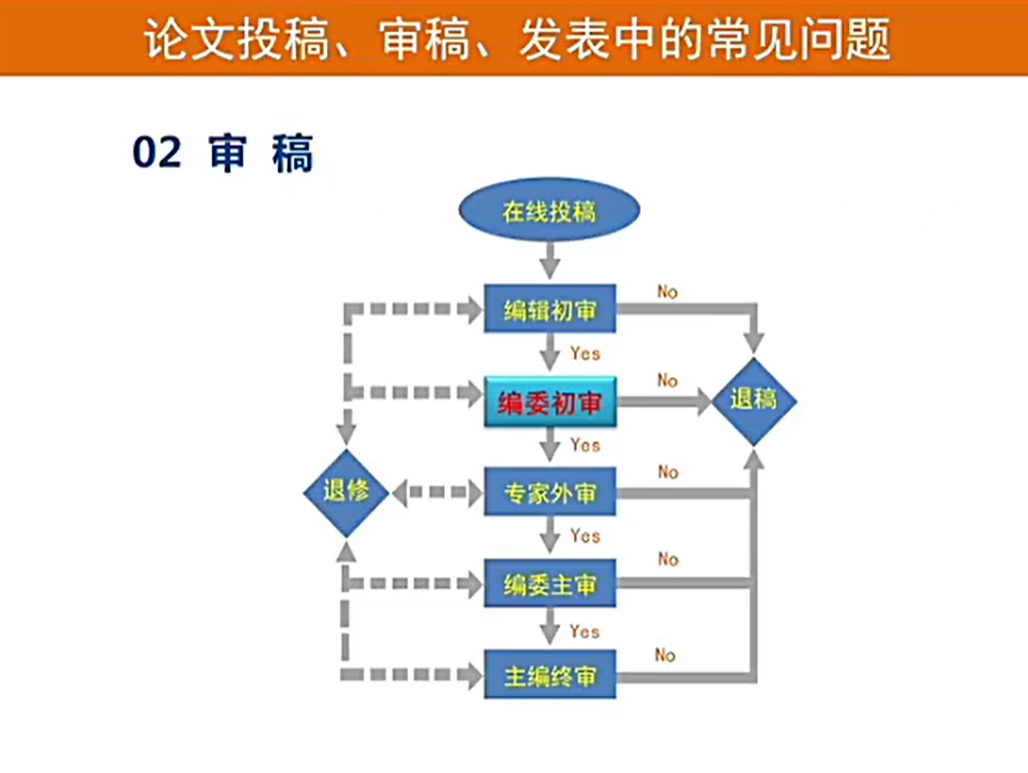 论文投稿、审稿、发表中的常见问题
02 审 稿
在线投稿
编辑初审
No
Yes
编委初审
No
退稿
Yes
退修
专家外审
No
Yes
编委主审
No
Yes
主编终审
No